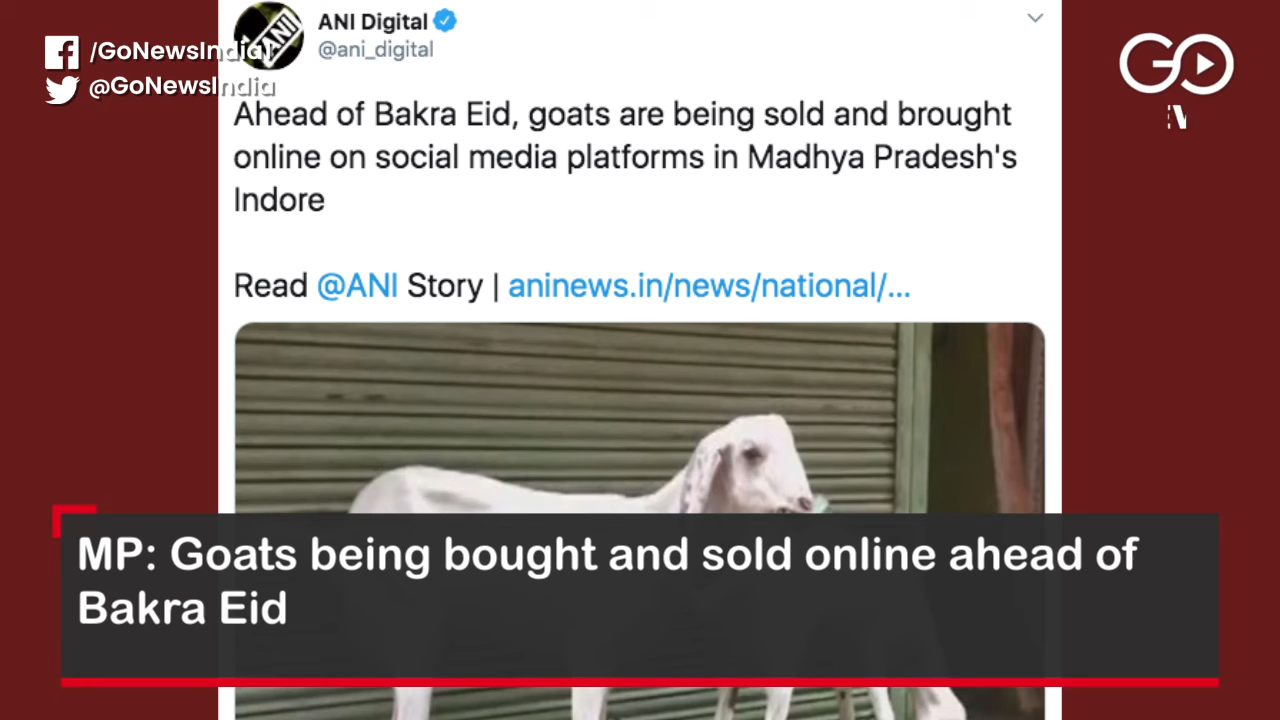 ANI Digital
@ani_digital
/GoNewsIndia
@GoNewsIndia
GO
ANI
Ahead of Bakra Eid, goats are being sold and brought
online on social media platforms in Madhya Pradesh's
Indore
Read @ANI Story | aninews.in/news/national/...
MP: Goats being bought and sold online ahead of
Bakra Eid